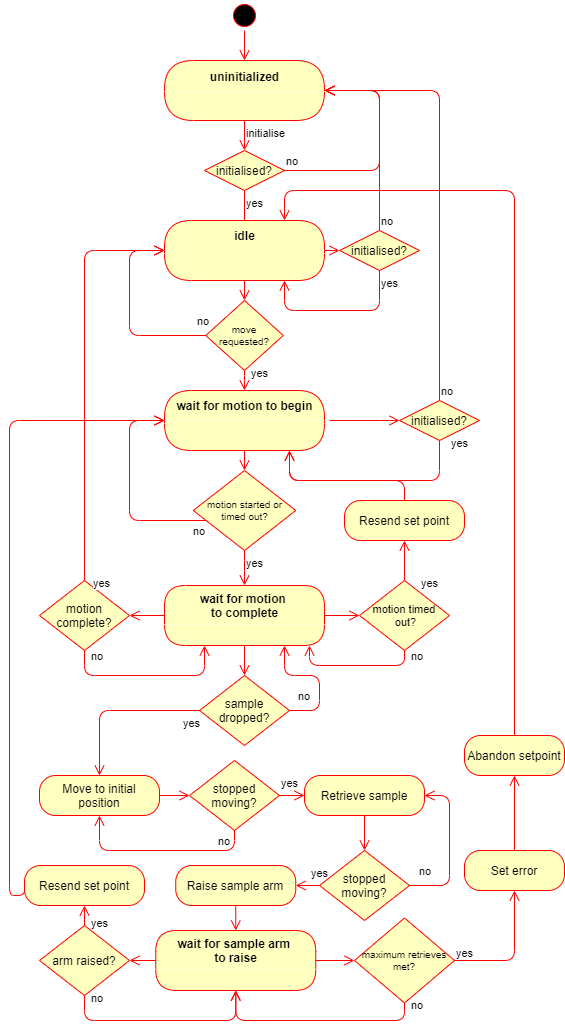 uninitialized
initialise
initialised?
no
yes
idle
initialised?
no
yes
move
requested?
no
yes
wait for motion to begin
initialised?
no
yes
motion started or
timed out?
no
yes
Resend set point
wait for motion
to complete
motion
complete?
yes
no
motion timed
out?
yes
no
sample
dropped?
no
yes
Abandon setpoint
Move to initial
position
stopped
moving?
yes
no
Retrieve sample
stopped
moving?
yes
no
Set error
Resend set point
Raise sample arm
wait for sample arm
to raise
arm raised?
yes
no
maximum retrieves
met?
yes
no